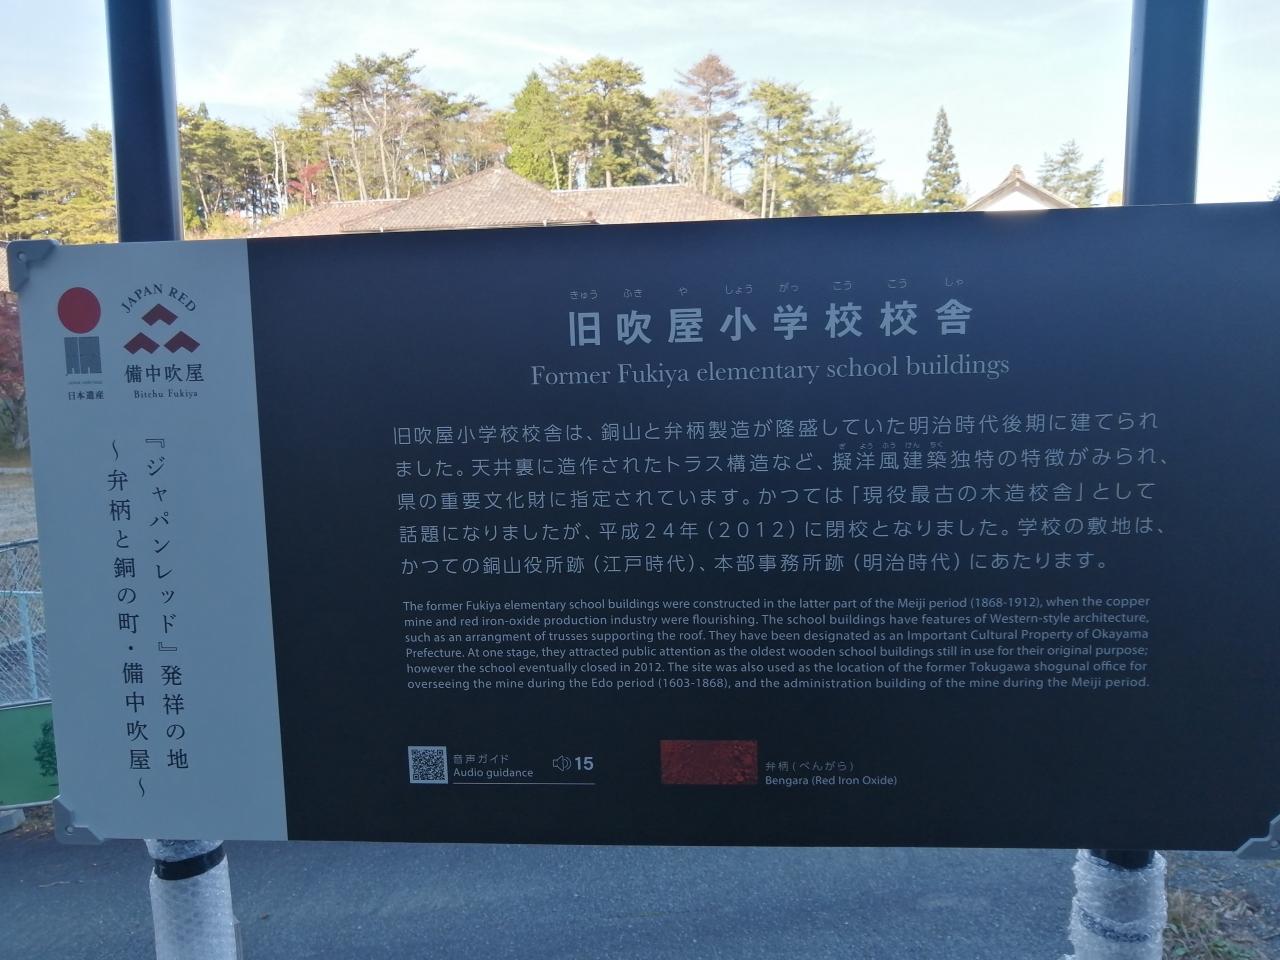 JAPAN RED
備中吹屋
Bitchu Fukiya
日本遺産
『ジャパンレッド』発祥の地
～弁柄と銅の町・備中吹屋～
きゅう ふき や しょう がっ こう こう しゃ
旧吹屋小学校校舎
Former Fukiya elementary school buildings
旧吹屋小学校校舎は、銅山と弁柄製造が隆盛していた明治時代後期に建てられ
ぎ よう ふう けん ちく
ました。天井裏に造作されたトラス構造など、擬洋風建築独特の特徴がみられ、
県の重要文化財に指定されています。かつては「現役最古の木造校舎」として
話題になりましたが、平成24年（2012）に閉校となりました。学校の敷地は、
かつての銅山役所跡（江戸時代）、本部事務所跡（明治時代）にあたります。
The former Fukiya elementary school buildings were constructed in the latter part of the Meiji period (1868-1912), when the copper
mine and red iron-oxide production industry were flourishing. The school buildings have features of Western-style architecture,
such as an arrangment of trusses supporting the roof. They have been designated as an Important Cultural Property of Okayama
Prefecture. At one stage, they attracted public attention as the oldest wooden school buildings still in use for their original purpose;
however the school eventually closed in 2012. The site was also used as the location of the former Tokugawa shogunal office for
overseeing the mine during the Edo period (1603-1868), and the administration building of the mine during the Meiji period.
音声ガイド
Audio guidance
15
弁柄（べんがら）
Bengara (Red Iron Oxide)